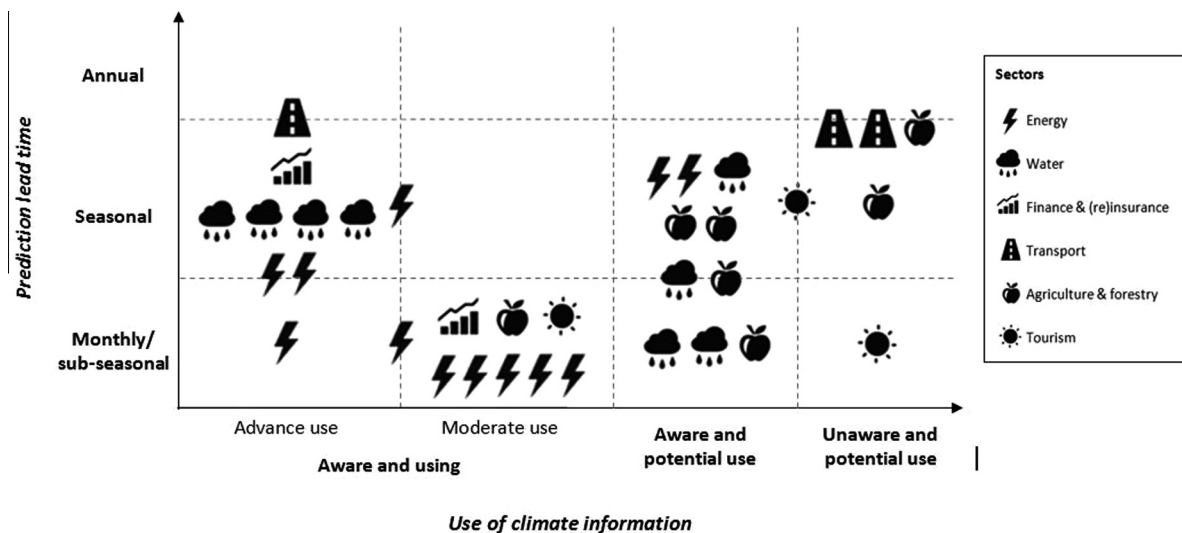 Prediction lead time
Annual
Seasonal
Monthly/
sub-seasonal
Advance use
Moderate use
Aware and using
Aware and
potential use
Unaware and
potential use
Use of climate information
Sectors
Energy
Water
Finance & (re)insurance
Transport
Agriculture & forestry
Tourism